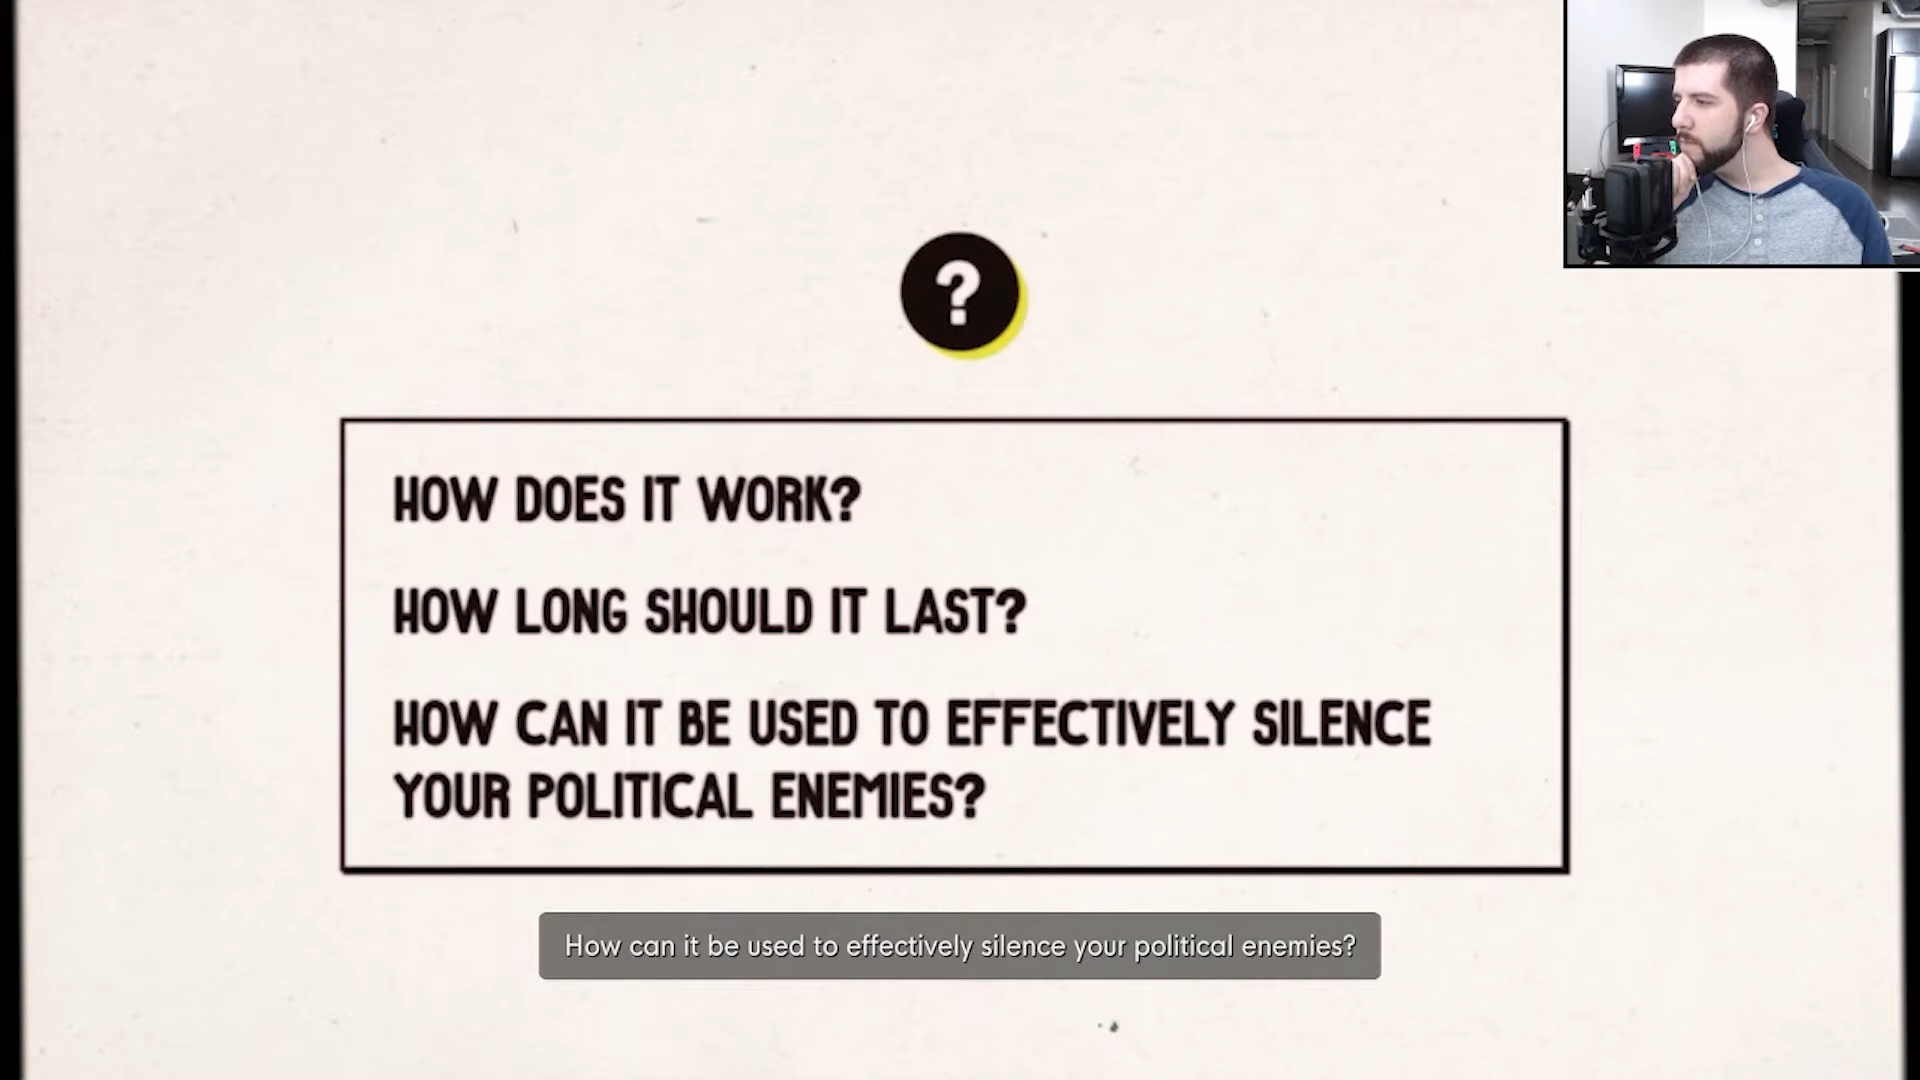 ?
HOW DOES IT WORK?
HOW LONG SHOULD IT LAST?
HOW CAN IT BE USED TO EFFECTIVELY SILENCE
YOUR POLITICAL ENEMIES?
How can it be used to effectively silence your political enemies?